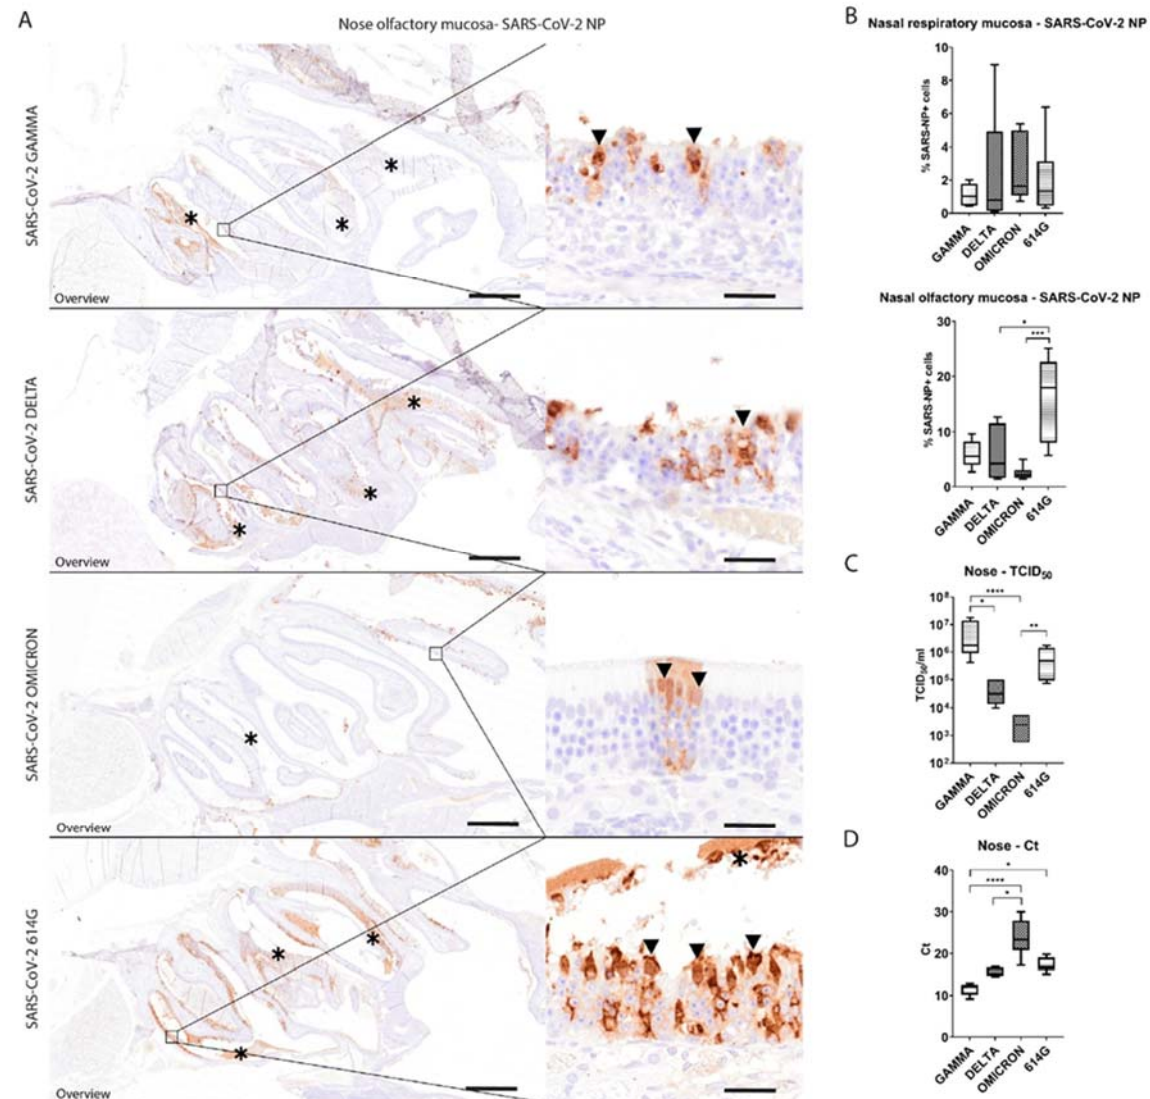 A
Nose olfactory mucosa- SARS-CoV-2 NP
SARS-CoV-2 GAMMA
Overview
SARS-CoV-2 DELTA
Overview
SARS-CoV-2 OMICRON
Overview
SARS-CoV-2 614G
Overview
B
Nasal respiratory mucosa - SARS-CoV-2 NP
% SARS-NP+ cells
10
8
6
4
2
0
GAMMA
DELTA
OMICRON
614G
Nasal olfactory mucosa - SARS-CoV-2 NP
% SARS-NP+ cells
30
20
10
0
*
***
GAMMA
DELTA
OMICRON
614G
C
Nose - TCID₅₀
TCID₅₀/ml
10⁸
10⁷
10⁶
10⁵
10⁴
10³
10²
****
*
**
GAMMA
DELTA
OMICRON
614G
D
Nose - Ct
Ct
40
30
20
10
0
*
****
*
GAMMA
DELTA
OMICRON
614G